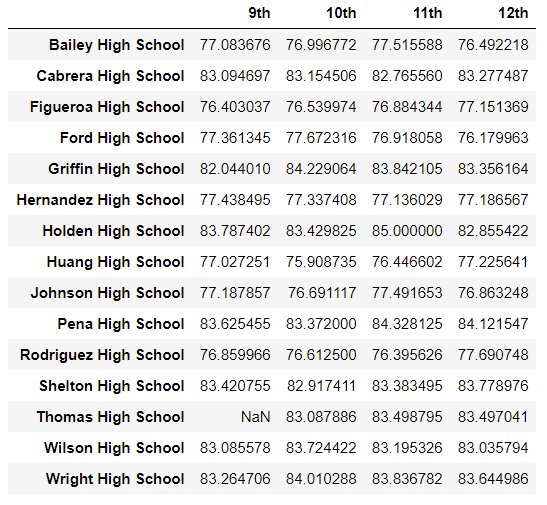 9th 10th 11th 12th
Bailey High School 77.083676 76.996772 77.515588 76.492218
Cabrera High School 83.094697 83.154506 82.765560 83.277487
Figueroa High School 76.403037 76.539974 76.884344 77.151369
Ford High School 77.361345 77.672316 76.918058 76.179963
Griffin High School 82.044010 84.229064 83.842105 83.356164
Hernandez High School 77.438495 77.337408 77.136029 77.186567
Holden High School 83.787402 83.429825 85.000000 82.855422
Huang High School 77.027251 75.908735 76.446602 77.225641
Johnson High School 77.187857 76.691117 77.491653 76.863248
Pena High School 83.625455 83.372000 84.328125 84.121547
Rodriguez High School 76.859966 76.612500 76.395626 77.690748
Shelton High School 83.420755 82.917411 83.383495 83.778976
Thomas High School NaN 83.087886 83.498795 83.497041
Wilson High School 83.085578 83.724422 83.195326 83.035794
Wright High School 83.264706 84.010288 83.836782 83.644986